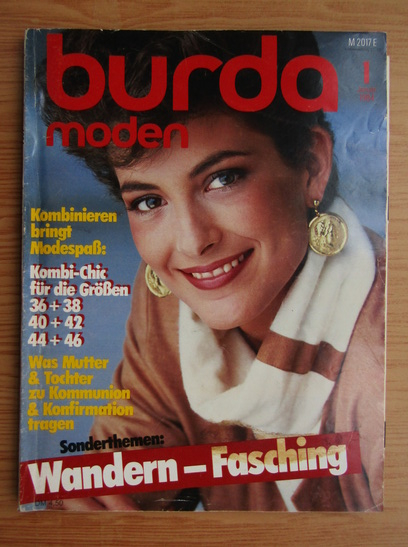 M 2017 E
burda
moden
1
Kombinieren
bringt
Modespaß:
Kombi-Chic
für die Größen
36 + 38
40 + 42
44 + 46
Was Mutter
& Tochter
zu Kommunion
& Konfirmation
tragen
Sonderthemen:
Wandern – Fasching